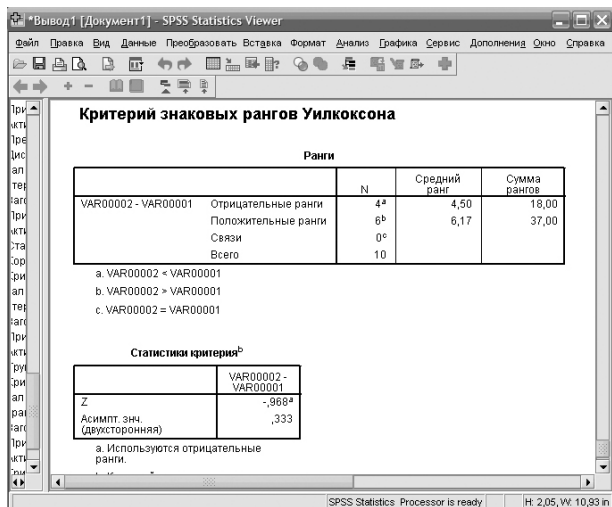 *Вывод1 [Документ1] - SPSS Statistics Viewer
Файл Правка Вид Данные Преобразовать Вставка Формат Анализ Графика Сервис Дополнения Окно Справка
Критерий знаковых рангов Уилкоксона
Ранги
N Средний ранг Сумма рангов
VAR00002 - VAR00001 Отрицательные ранги 4a 4,50 18,00
Положительные ранги 6b 6,17 37,00
Связи 0c
Всего 10
a. VAR00002 < VAR00001
b. VAR00002 > VAR00001
c. VAR00002 = VAR00001
Статистики критерияb
VAR00002 - VAR00001
Z -,968a
Асимпт. знч. (двухсторонняя) ,333
a. Используются отрицательные
ранги.
SPSS Statistics Processor is ready H: 2,05, W: 10,93 in